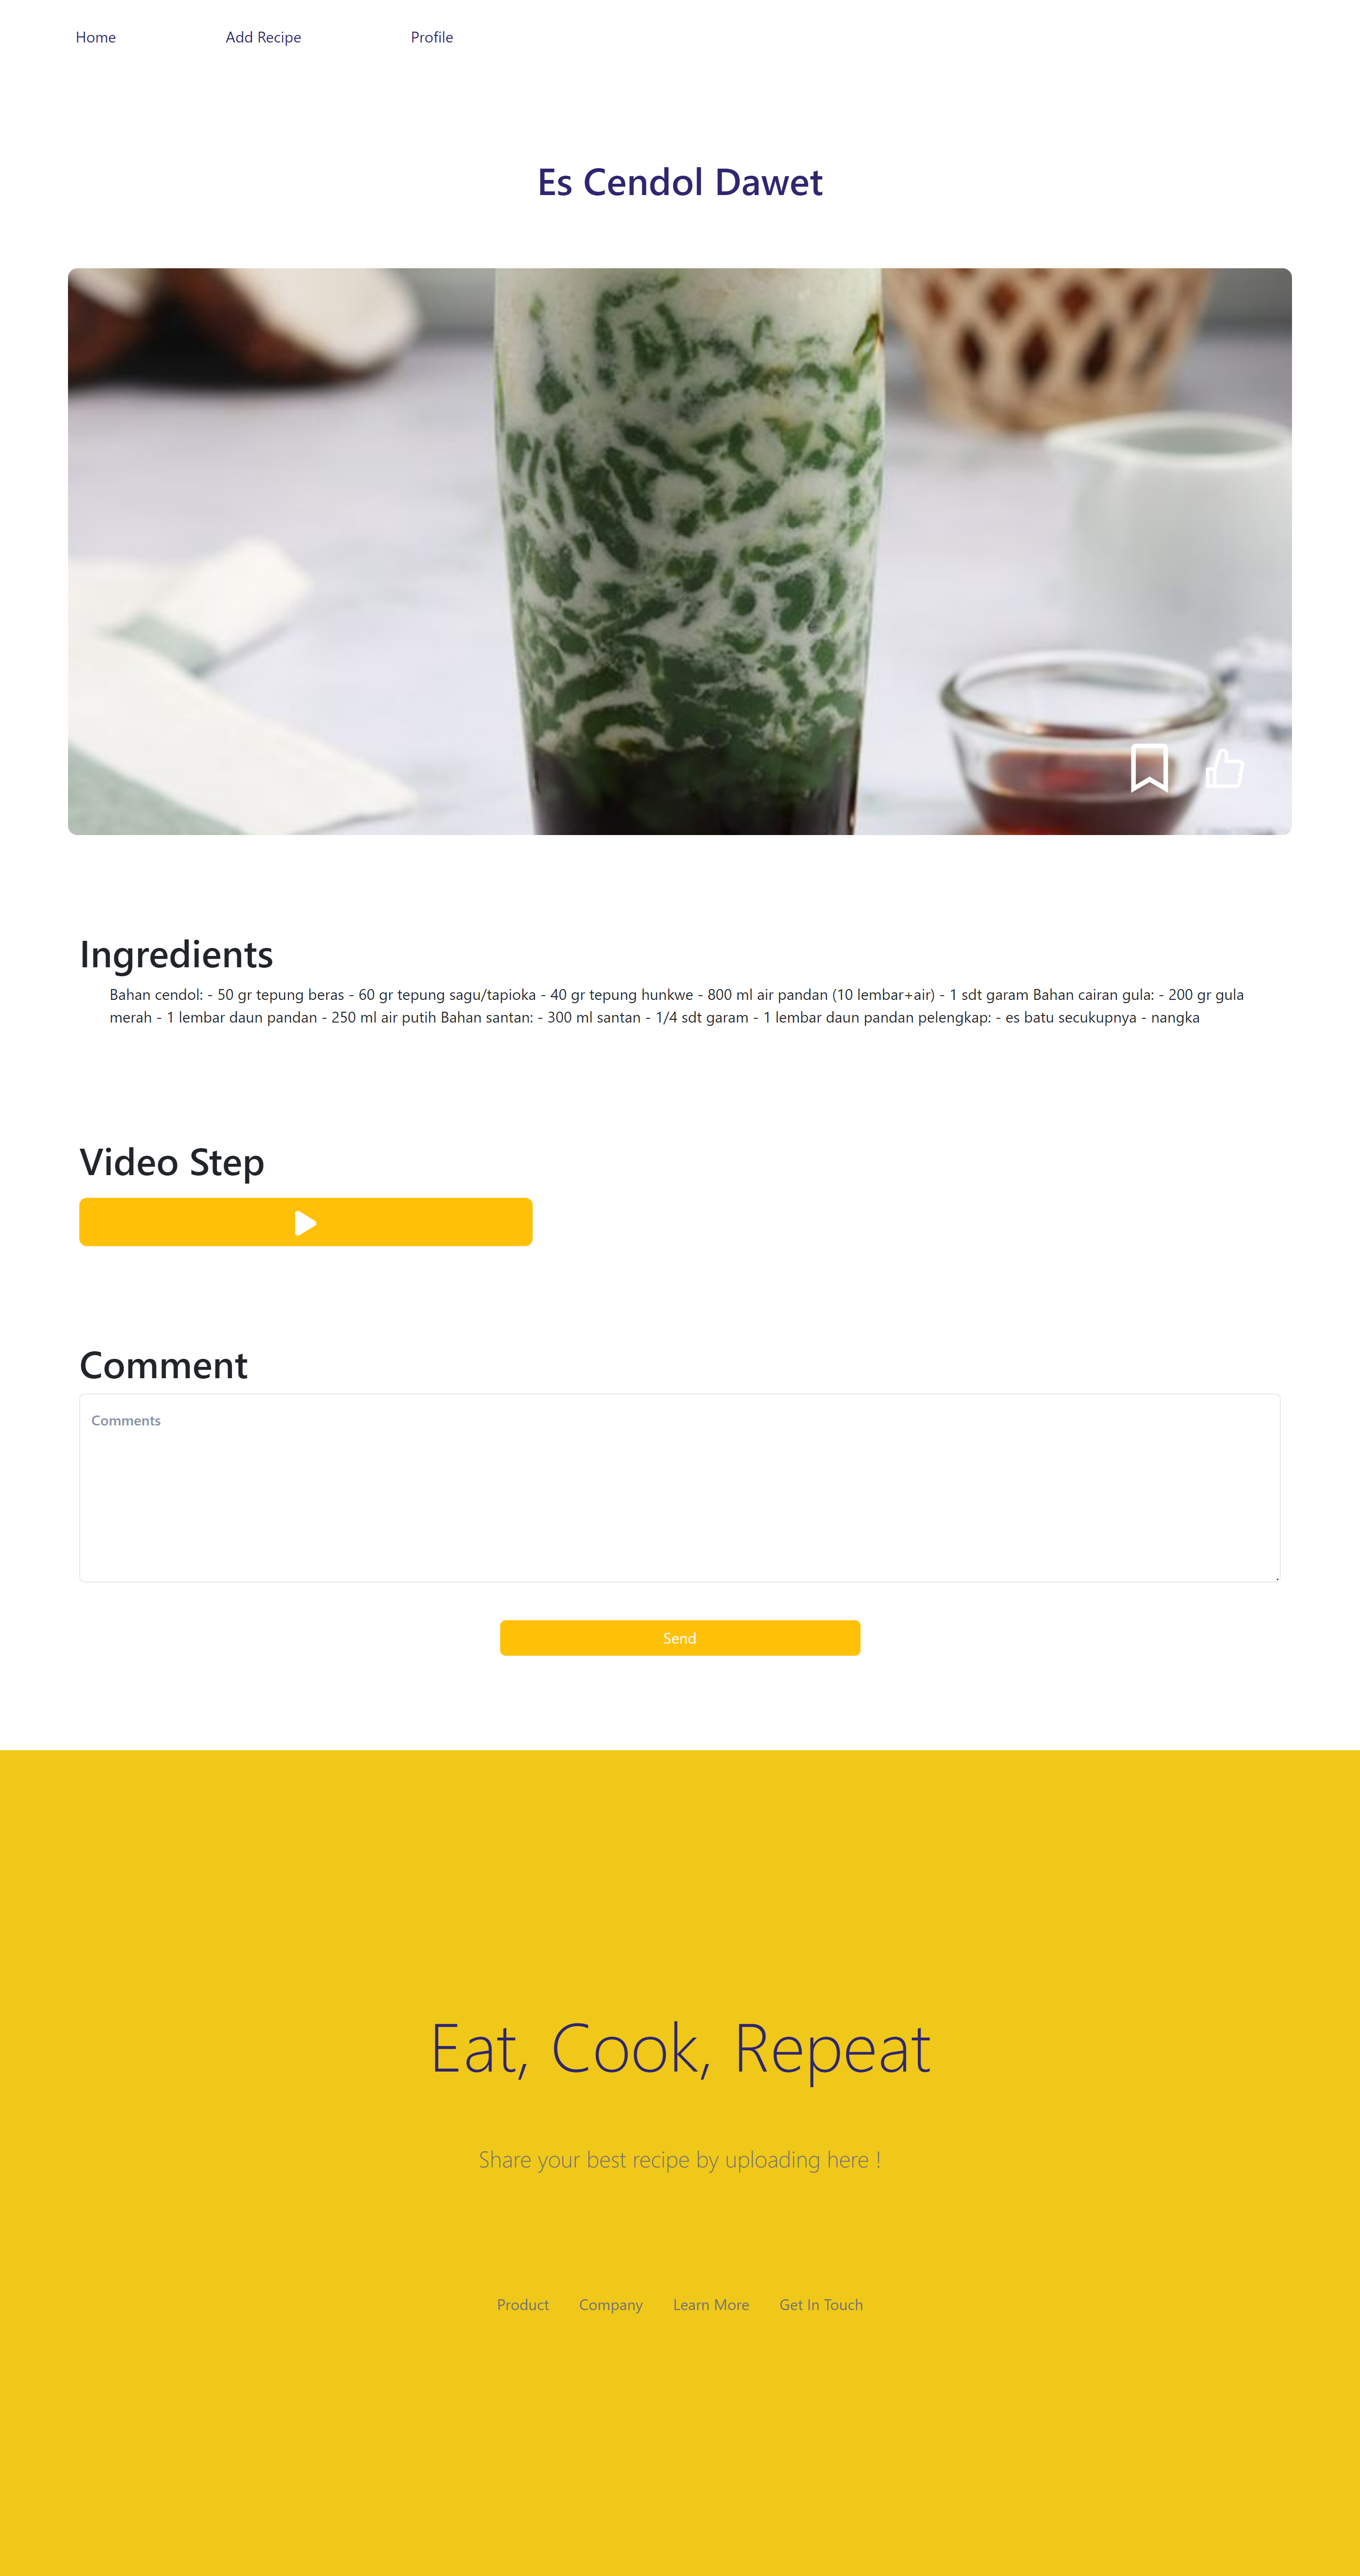 Home Add Recipe Profile
Es Cendol Dawet
Ingredients
Bahan cendol: - 50 gr tepung beras - 60 gr tepung sagu/tapioka - 40 gr tepung hunkwe - 800 ml air pandan (10 lembar+air) - 1 sdt garam Bahan cairan gula: - 200 gr gula
merah - 1 lembar daun pandan - 250 ml air putih Bahan santan: - 300 ml santan - 1/4 sdt garam - 1 lembar daun pandan pelengkap: - es batu secukupnya - nangka
Video Step
Comment
Comments
Send
Eat, Cook, Repeat
Share your best recipe by uploading here !
Product Company Learn More Get In Touch